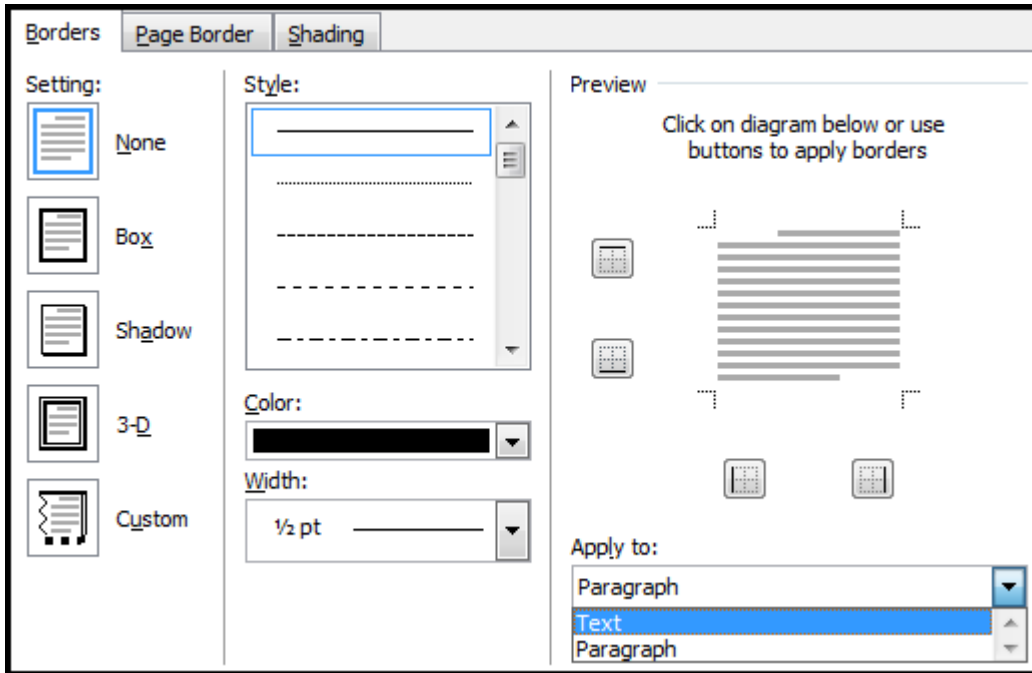 Borders
Page Border
Shading
Setting:
None
Box
Shadow
3-D
Custom
Style:
Color:
Width:
½ pt
Preview
Click on diagram below or use
buttons to apply borders
Apply to:
Paragraph
Text
Paragraph